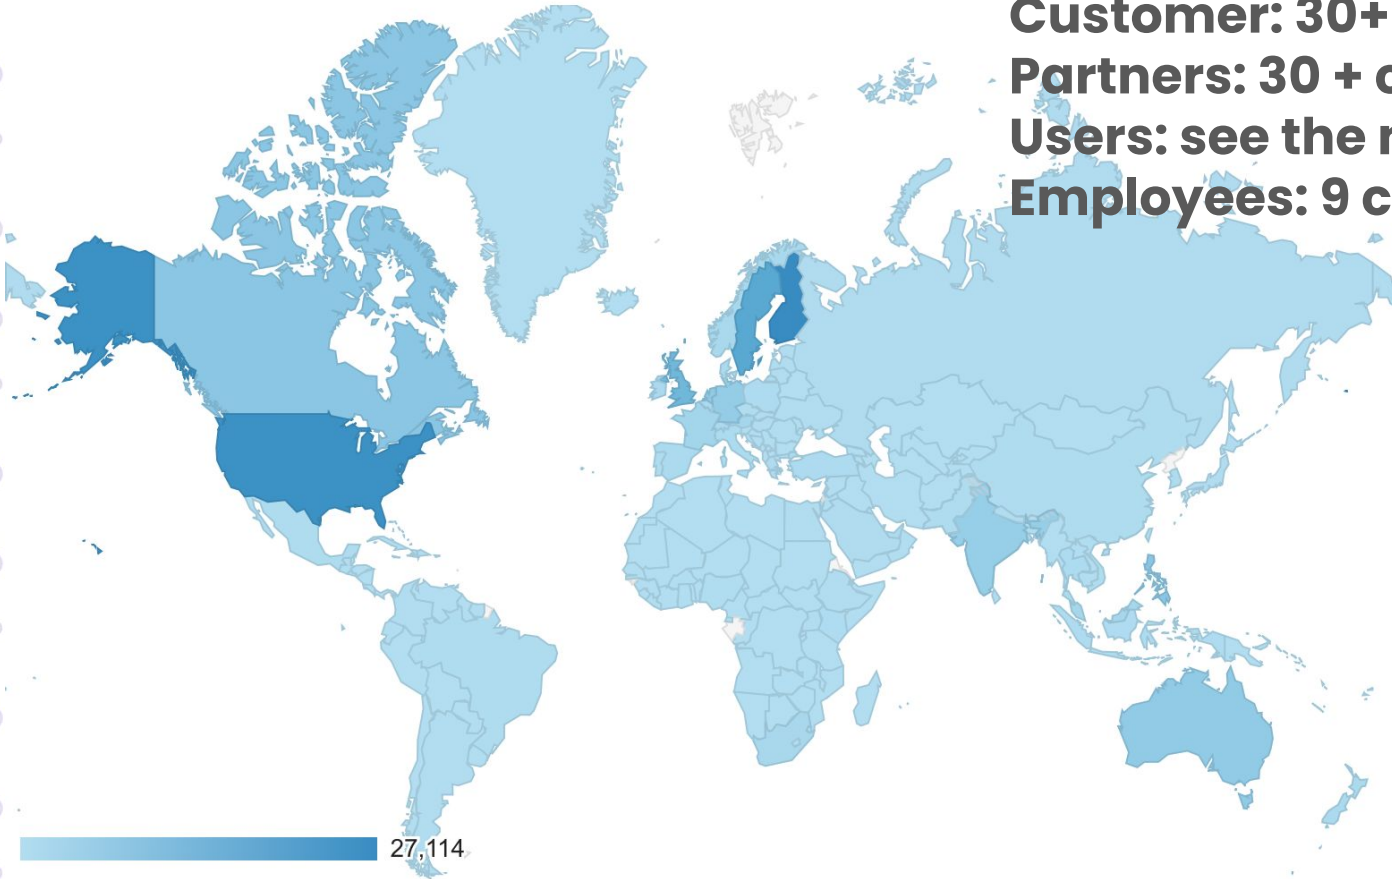 Customer: 30+
Partners: 30 +
Users: see the
Employees: 9
27,114